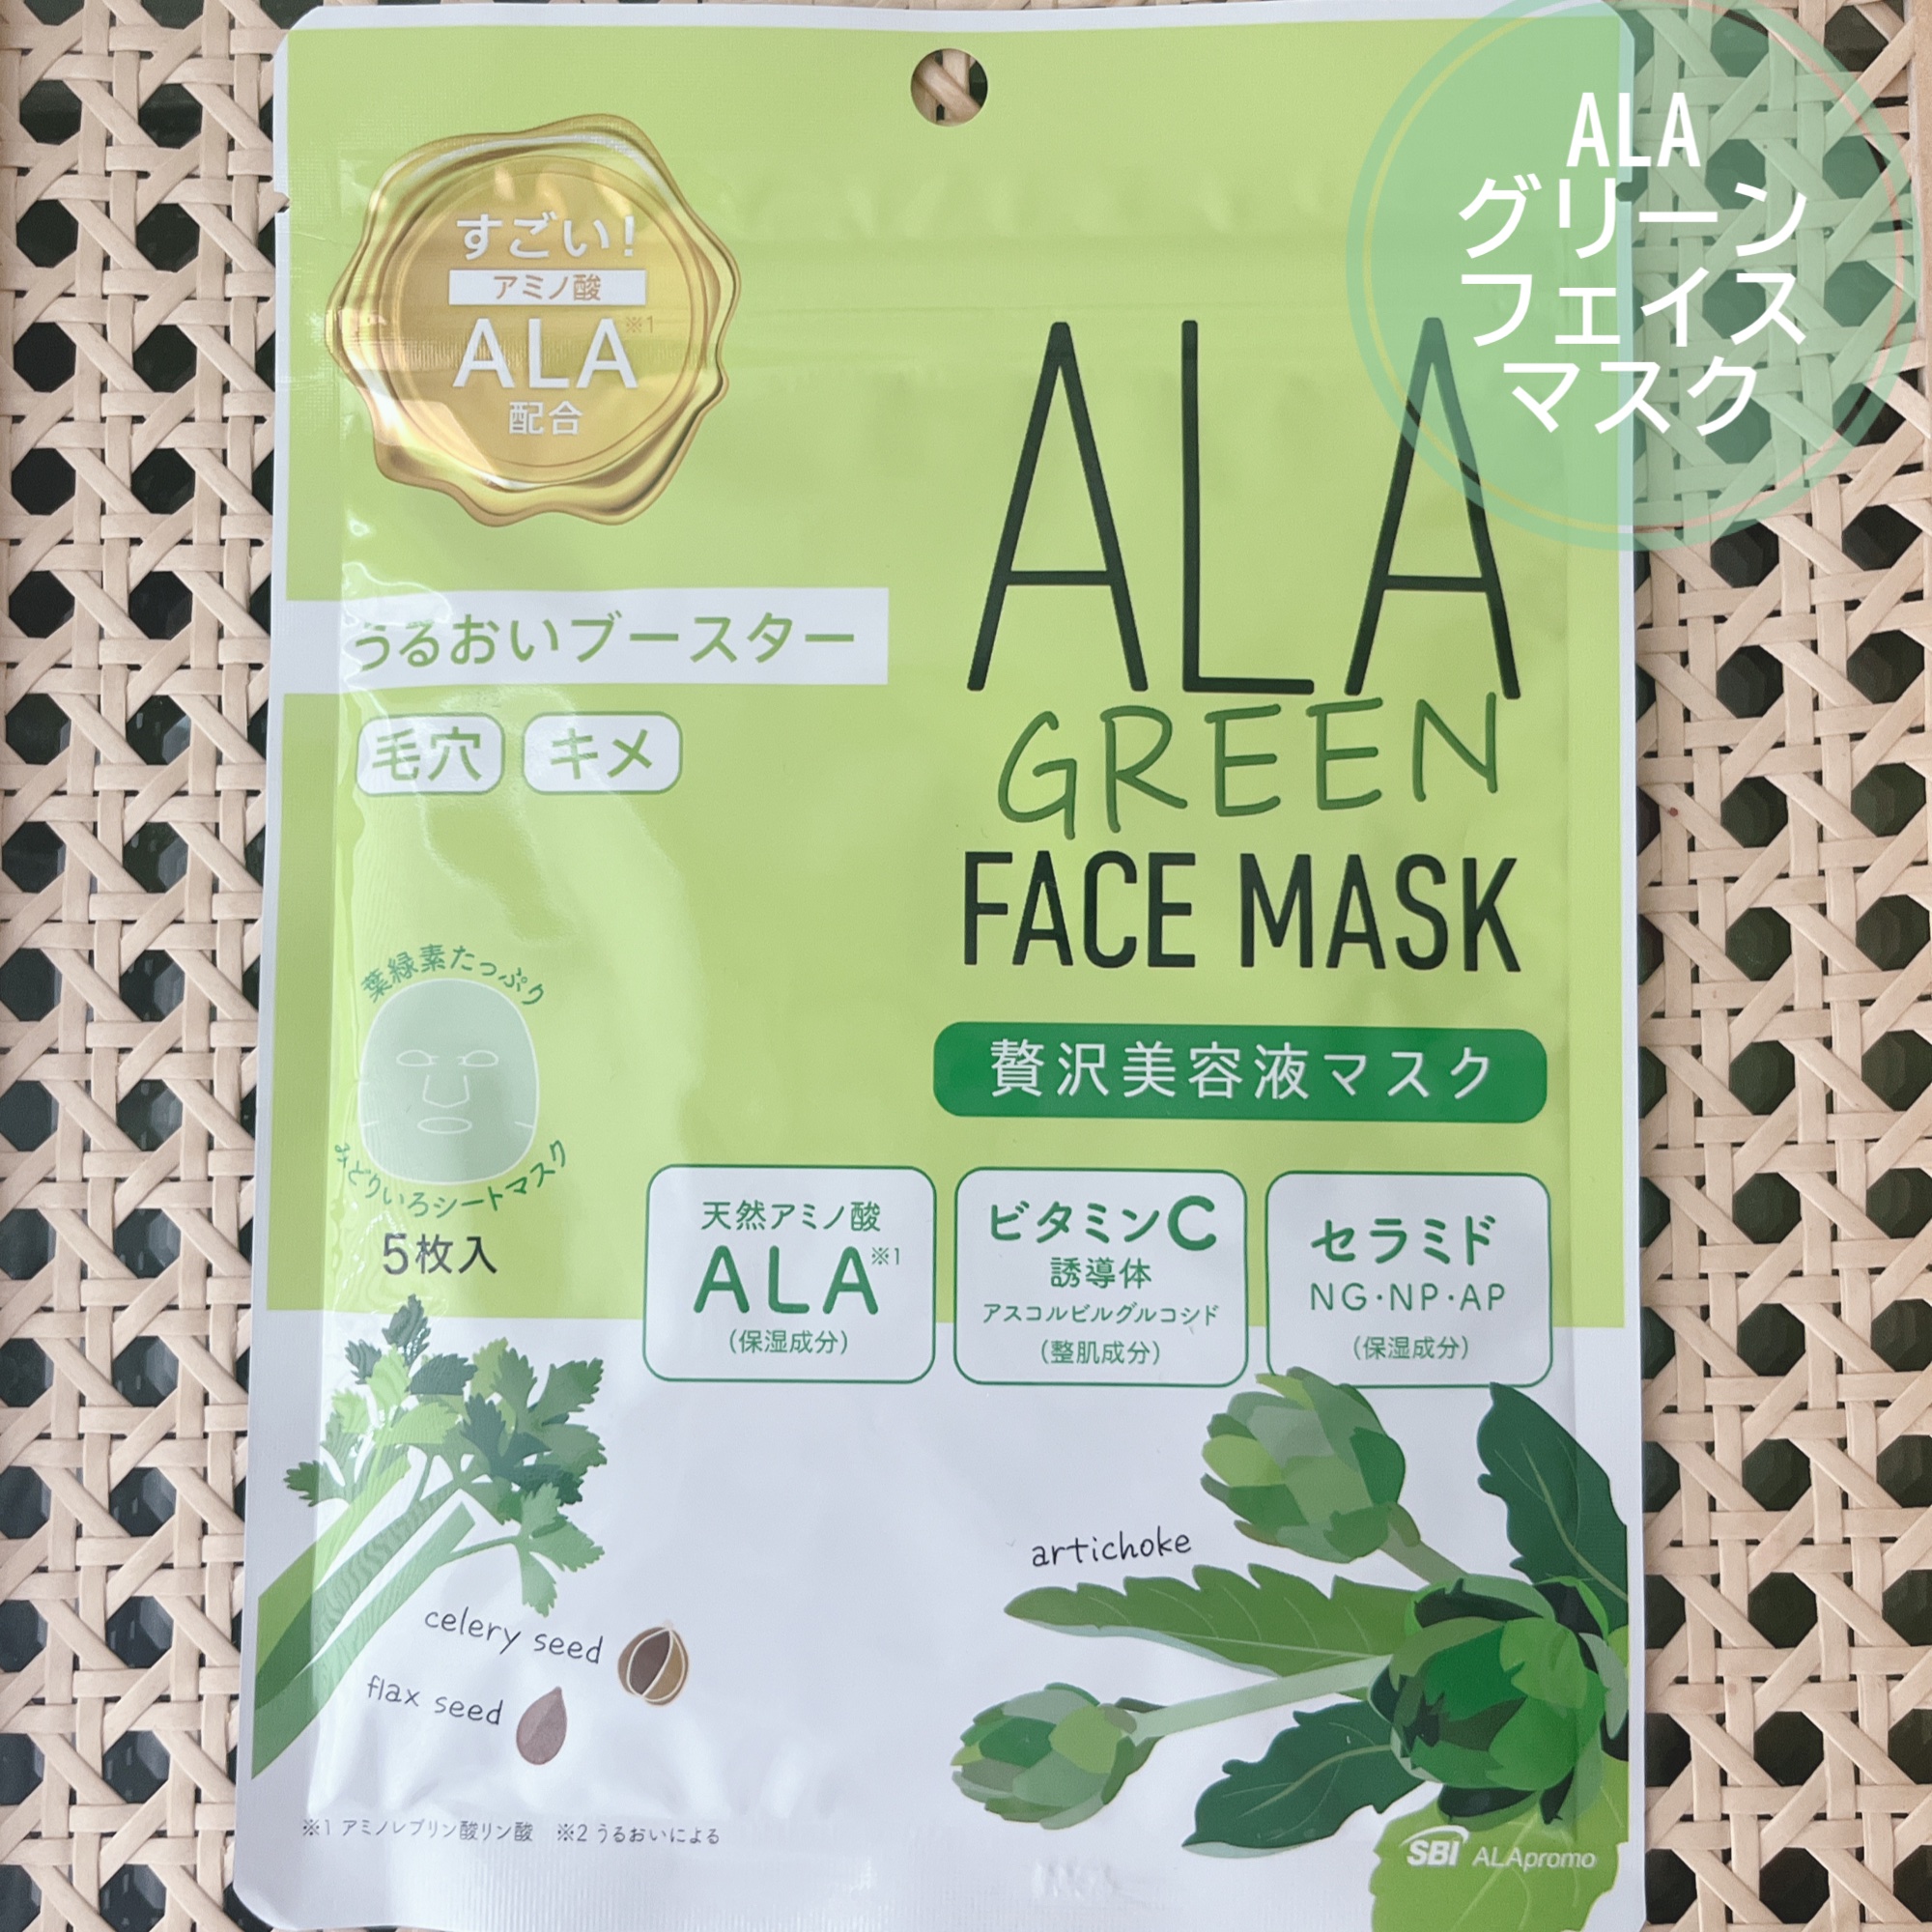 ALA
グリーン
フェイス
マスク
すごい!
アミノ酸
ALA※1
配合
うるおいブースター
毛穴 キメ
ALA
GREEN
FACE MASK
贅沢美容液マスク
葉緑素たっぷり
みどりいろシートマスク
5枚入
天然アミノ酸
ALA※1
(保湿成分)
ビタミンC
誘導体
アスコルビルグルコシド
(整肌成分)
セラミド
NG・NP・AP
(保湿成分)
artichoke
celery seed
flax seed
※1 アミノレブリン酸リン酸 ※2 うるおいによる
SBI ALApromo